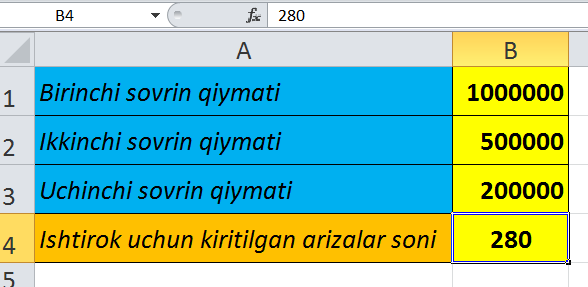 B4 fx 280
A B
1 Birinchi sovrin qiymati 1000000
2 Ikkinchi sovrin qiymati 500000
3 Uchinchi sovrin qiymati 200000
4 Ishtirok uchun kiritilgan arizalar soni 280
5